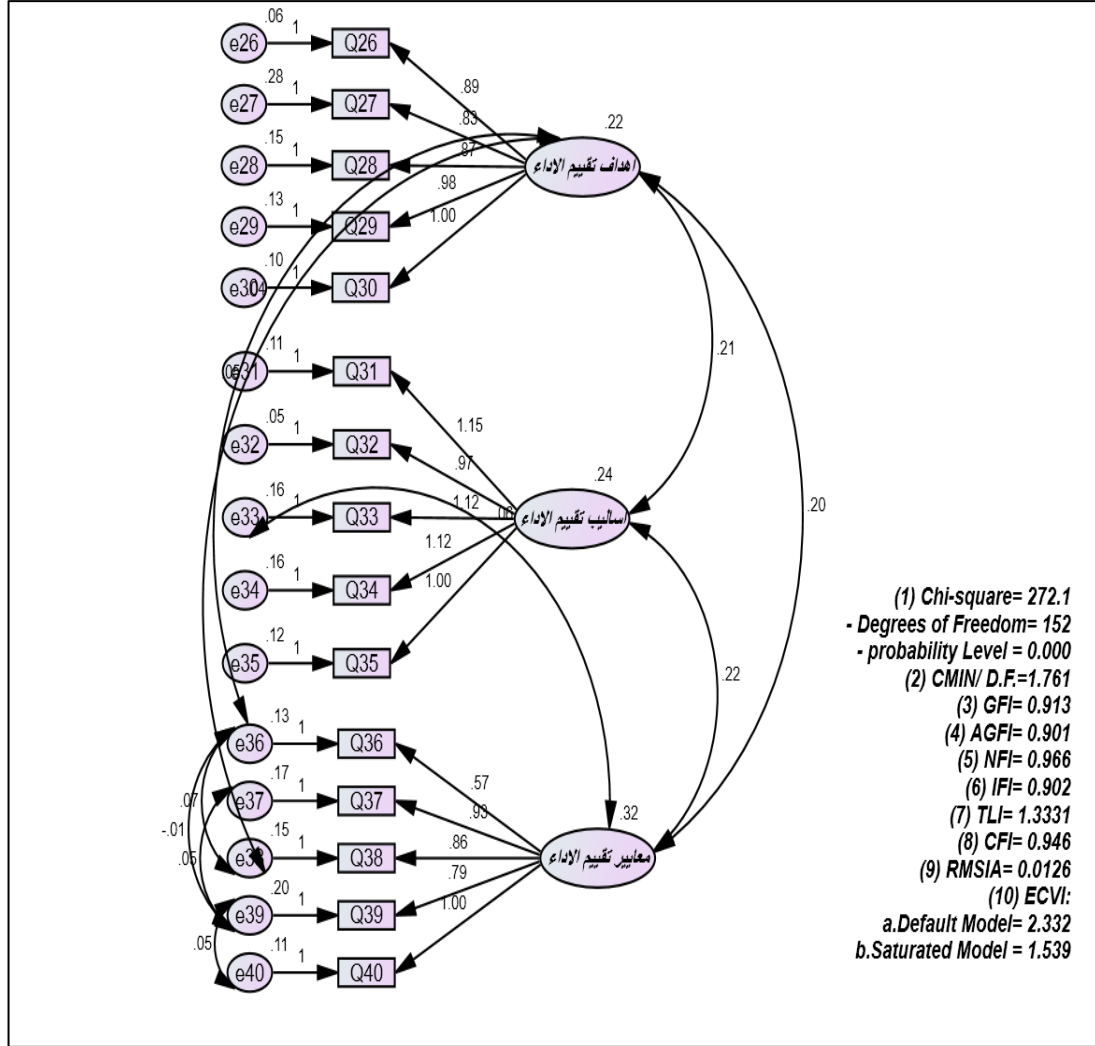 .06
e26
1
Q26
.28
e27
1
Q27
.15
e28
1
Q28
.13
e29
1
Q29
.10
e30
1
Q30
.04
.89
.83
.87
.98
1.00
.22
اهداف تقييم الاداء
.11
e31
1
Q31
.05
.05
e32
1
Q32
.16
e33
1
Q33
.16
e34
1
Q34
.12
e35
1
Q35
1.15
.97
1.12
.06
1.12
1.00
.24
اساليب تقييم الاداء
.21
.20
.22
.13
e36
1
Q36
.17
e37
1
Q37
.15
e38
1
Q38
.20
e39
1
Q39
.11
e40
1
Q40
.07
-.01
.05
.05
.57
.93
.86
.79
1.00
.32
معايير تقييم الاداء
(1) Chi-square= 272.1
- Degrees of Freedom= 152
- probability Level = 0.000
(2) CMIN/ D.F.=1.761
(3) GFI= 0.913
(4) AGFI= 0.901
(5) NFI= 0.966
(6) IFI= 0.902
(7) TLI= 1.3331
(8) CFI= 0.946
(9) RMSIA= 0.0126
(10) ECVI:
a.Default Model= 2.332
b.Saturated Model = 1.539